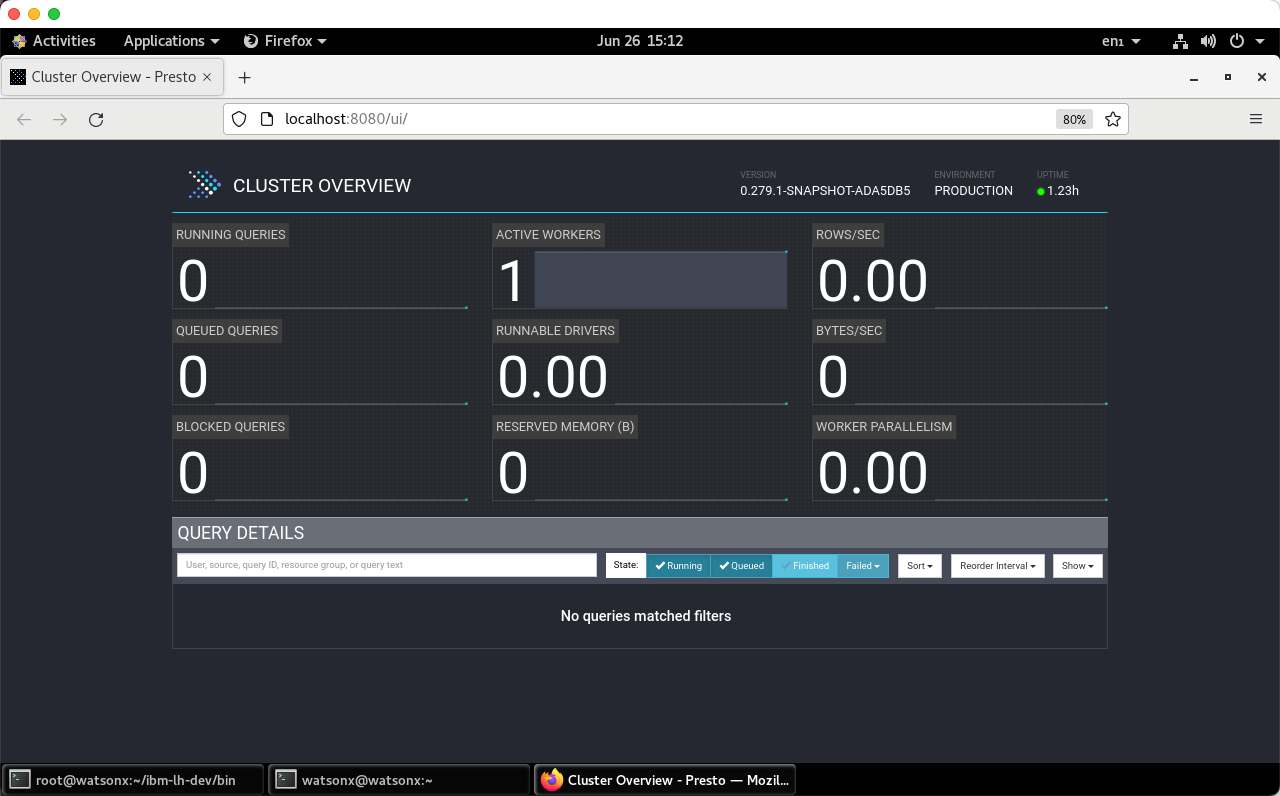 Activities Applications Firefox Jun 26 15:12 en₁
Cluster Overview - Presto
localhost:8080/ui/ 80%
CLUSTER OVERVIEW
VERSION ENVIRONMENT UPTIME
0.279.1-SNAPSHOT-ADA5DB5 PRODUCTION 1.23h
RUNNING QUERIES ACTIVE WORKERS ROWS/SEC
0 1 0.00
QUEUED QUERIES RUNNABLE DRIVERS BYTES/SEC
0 0.00 0
BLOCKED QUERIES RESERVED MEMORY (B) WORKER PARALLELISM
0 0 0.00
QUERY DETAILS
User, source, query ID, resource group, or query text State: Running Queued Finished Failed Sort Reorder Interval Show
No queries matched filters
root@watsonx:~/ibm-lh-dev/bin watsonx@watsonx:~ Cluster Overview - Presto — Mozil...